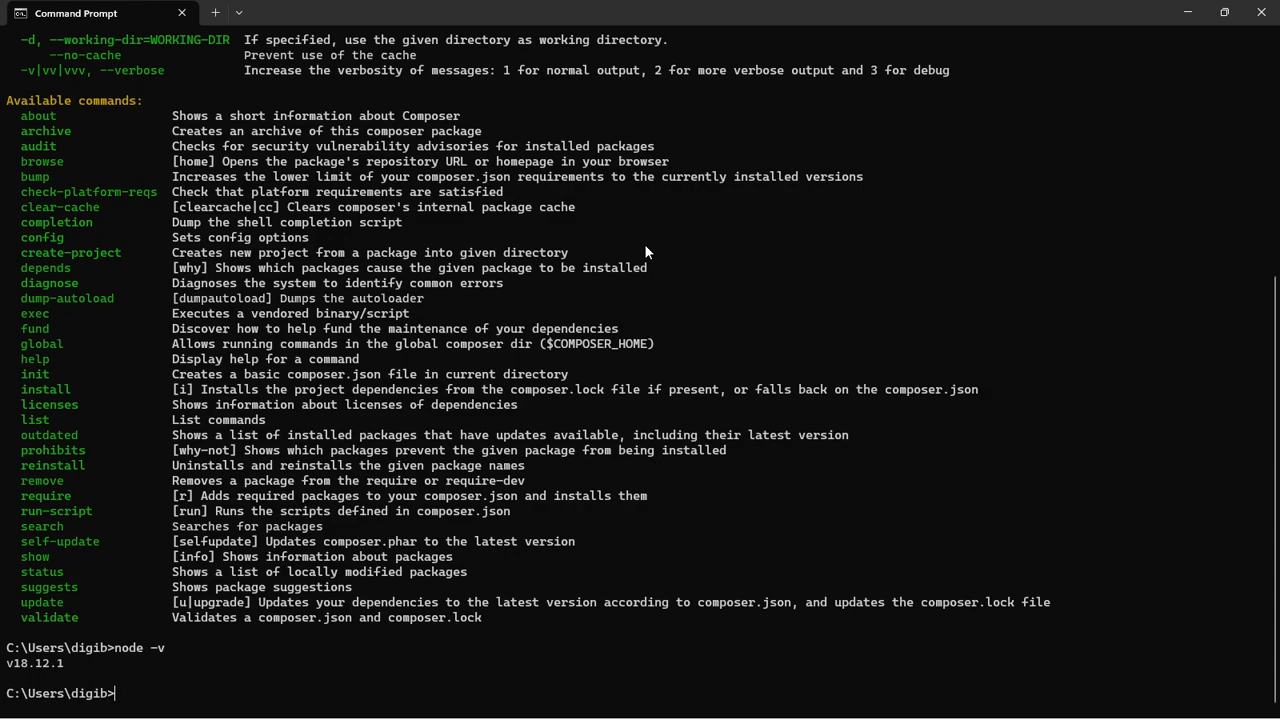 Command Prompt
-d, --working-dir=WORKING-DIR  If specified, use the given directory as working directory.
--no-cache  Prevent use of the cache
-v|vv|vvv, --verbose  Increase the verbosity of messages: 1 for normal output, 2 for more verbose output and 3 for debug
Available commands:
about  Shows a short information about Composer
archive  Creates an archive of this composer package
audit  Checks for security vulnerability advisories for installed packages
browse  [home] Opens the package's repository URL or homepage in your browser
bump  Increases the lower limit of your composer.json requirements to the currently installed versions
check-platform-reqs  Check that platform requirements are satisfied
clear-cache  [clearcache|cc] Clears composer's internal package cache
completion  Dump the shell completion script
config  Sets config options
create-project  Creates new project from a package into given directory
depends  [why] Shows which packages cause the given package to be installed
diagnose  Diagnoses the system to identify common errors
dump-autoload  [dumpautoload] Dumps the autoloader
exec  Executes a vendored binary/script
fund  Discover how to help fund the maintenance of your dependencies
global  Allows running commands in the global composer dir ($COMPOSER_HOME)
help  Display help for a command
init  Creates a basic composer.json file in current directory
install  [i] Installs the project dependencies from the composer.lock file if present, or falls back on the composer.json
licenses  Shows information about licenses of dependencies
list  List commands
outdated  Shows a list of installed packages that have updates available, including their latest version
prohibits  [why-not] Shows which packages prevent the given package from being installed
reinstall  Uninstalls and reinstalls the given package names
remove  Removes a package from the require or require-dev
require  [r] Adds required packages to your composer.json and installs them
run-script  [run] Runs the scripts defined in composer.json
search  Searches for packages
self-update  [selfupdate] Updates composer.phar to the latest version
show  [info] Shows information about packages
status  Shows a list of locally modified packages
suggests  Shows package suggestions
update  [u|upgrade] Updates your dependencies to the latest version according to composer.json, and updates the composer.lock file
validate  Validates a composer.json and composer.lock
C:\Users\digib>node -v
v18.12.1
C:\Users\digib>